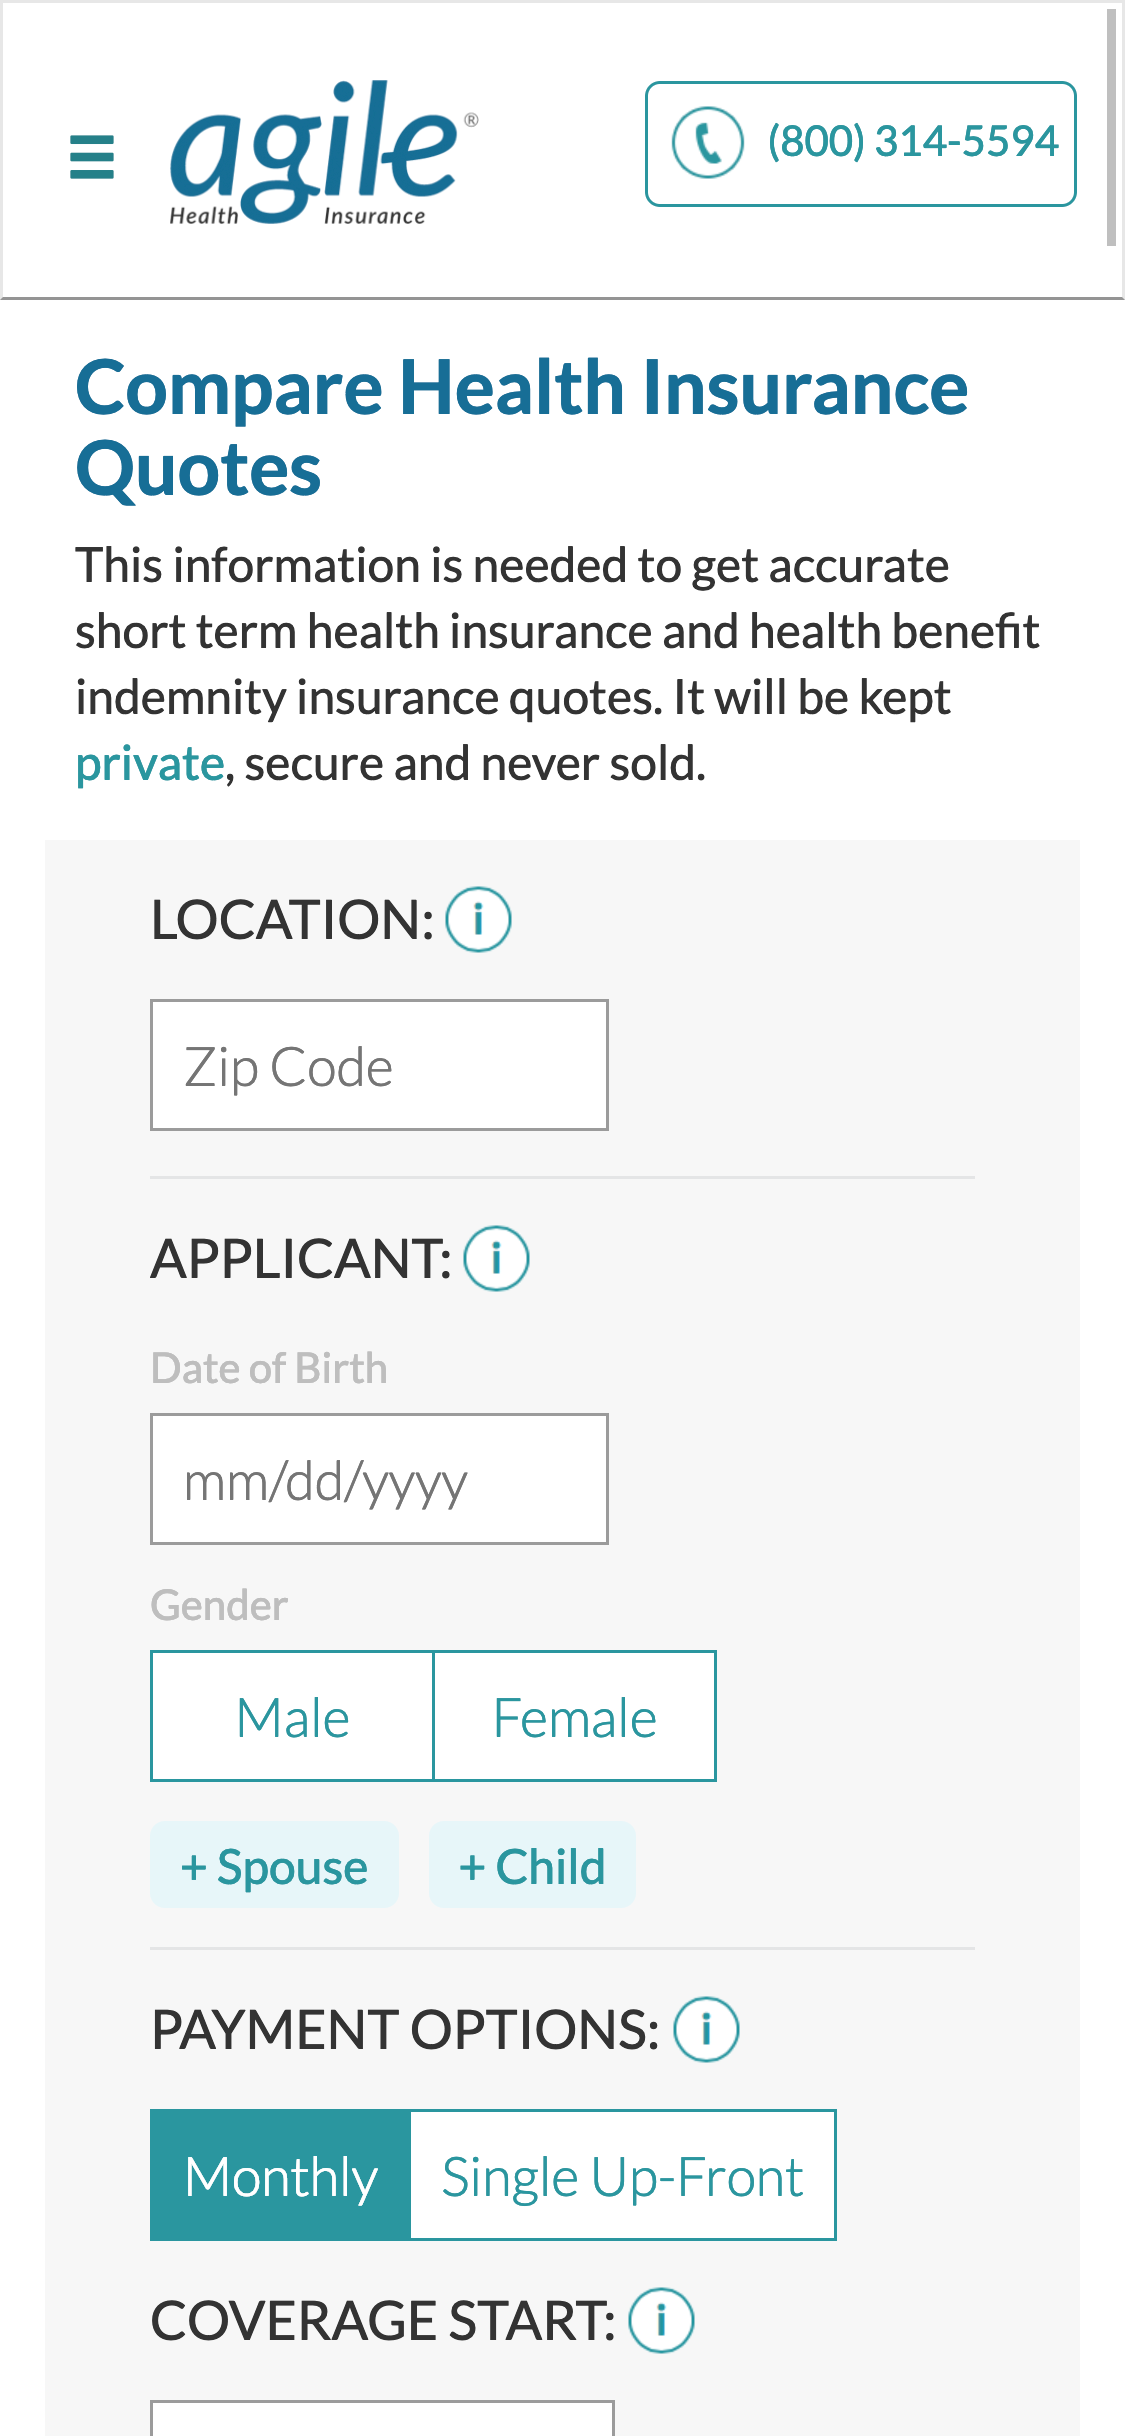 agile®
Health Insurance
(800) 314-5594
Compare Health Insurance
Quotes
This information is needed to get accurate
short term health insurance and health benefit
indemnity insurance quotes. It will be kept
private, secure and never sold.
LOCATION: i
Zip Code
APPLICANT: i
Date of Birth
mm/dd/yyyy
Gender
Male Female
+ Spouse + Child
PAYMENT OPTIONS: i
Monthly Single Up-Front
COVERAGE START: i